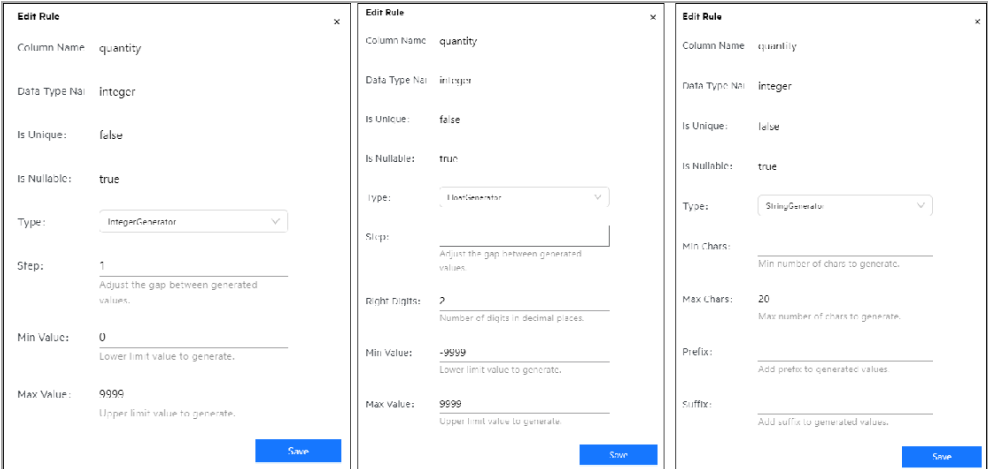 Edit Rule
×
Column Name
quantity
Data Type Nar
integer
Is Unique:
false
Is Nullable:
true
Type:
IntegerGenerator
Step:
1
Adjust the gap between generated
values.
Min Value:
0
Lower limit value to generate.
Max Value:
9999
Upper limit value to generate.
Save
Edit Rule
×
Column Name
quantity
Data Type Nar
integer
Is Unique:
false
Is Nullable:
true
Type:
FloatGenerator
Step:
Adjust the gap between generated
values.
Right Digits:
2
Number of digits in decimal places.
Min Value:
-9999
Lower limit value to generate.
Max Value:
9999
Upper limit value to generate.
Save
Edit Rule
×
Column Name
quantity
Data Type Nar
integer
Is Unique:
false
Is Nullable:
true
Type:
StringGenerator
Min Chars:
Min number of chars to generate.
Max Chars:
20
Max number of chars to generate.
Prefix:
Add prefix to generated values.
Suffix:
Add suffix to generated values.
Save